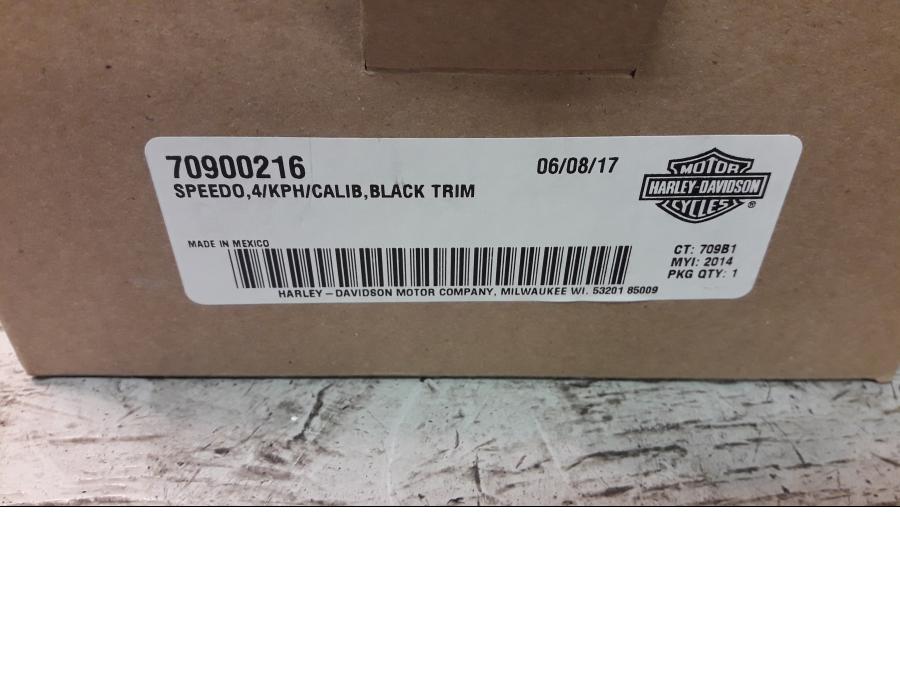 70900216
06/08/17
SPEEDO,4/KPH/CALIB,BLACK TRIM
MOTOR
HARLEY-DAVIDSON
CYCLES®
MADE IN MEXICO
CT: 709B1
MYI: 2014
PKG QTY: 1
HARLEY-DAVIDSON MOTOR COMPANY, MILWAUKEE WI. 53201 85009